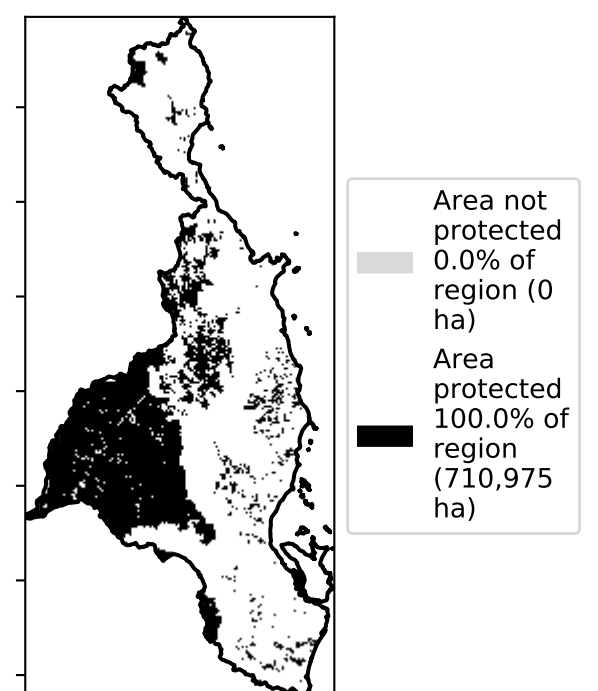 Area not
protected
0.0% of
region (0
ha)
Area
protected
100.0% of
region
(710,975
ha)